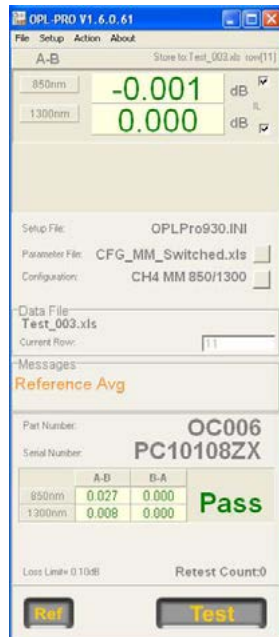 OPL-PRO V1.6.0.61
File Setup Action About
A-B Store to: Test_003.xls row[11]
850nm -0.001 dB
IL
1300nm 0.000 dB
Setup File: OPLPro930.INI
Parameter File: CFG_MM_Switched.xls
Configuration: CH4 MM 850/1300
Data File
Test_003.xls
Current Row: 11
Messages
Reference Avg
Part Number: OC006
Serial Number: PC10108ZX
A-B B-A
850nm 0.027 0.000 Pass
1300nm 0.008 0.000
Loss Limit= 0.10dB Retest Count:0
Ref Test